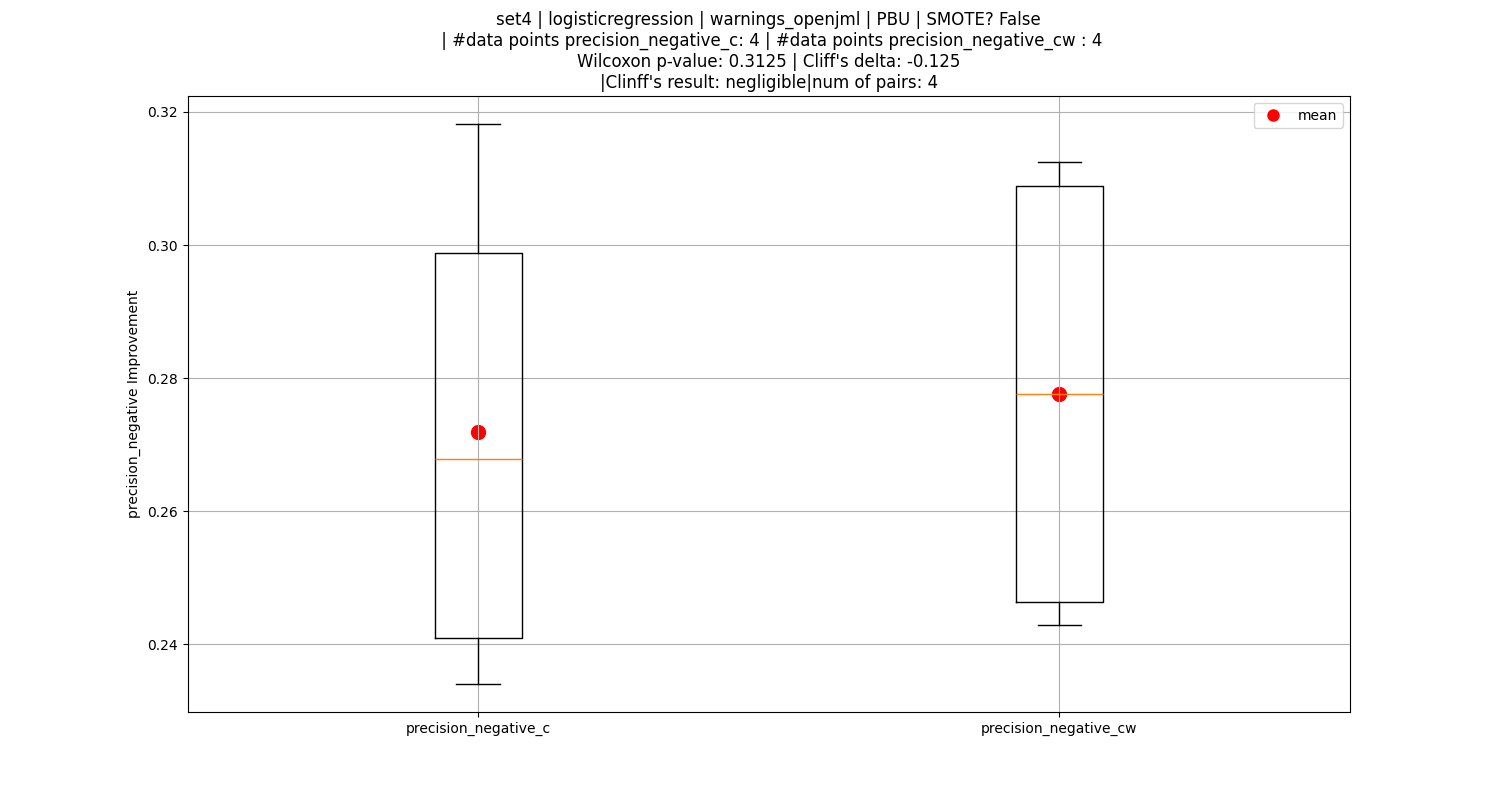 set4 | logisticregression | warnings_openjml | PBU | SMOTE? False
| #data points precision_negative_c: 4 | #data points precision_negative_cw : 4
Wilcoxon p-value: 0.3125 | Cliff's delta: -0.125
|Clinff's result: negligible|num of pairs: 4
mean
precision_negative Improvement
0.32
0.30
0.28
0.26
0.24
precision_negative_c
precision_negative_cw